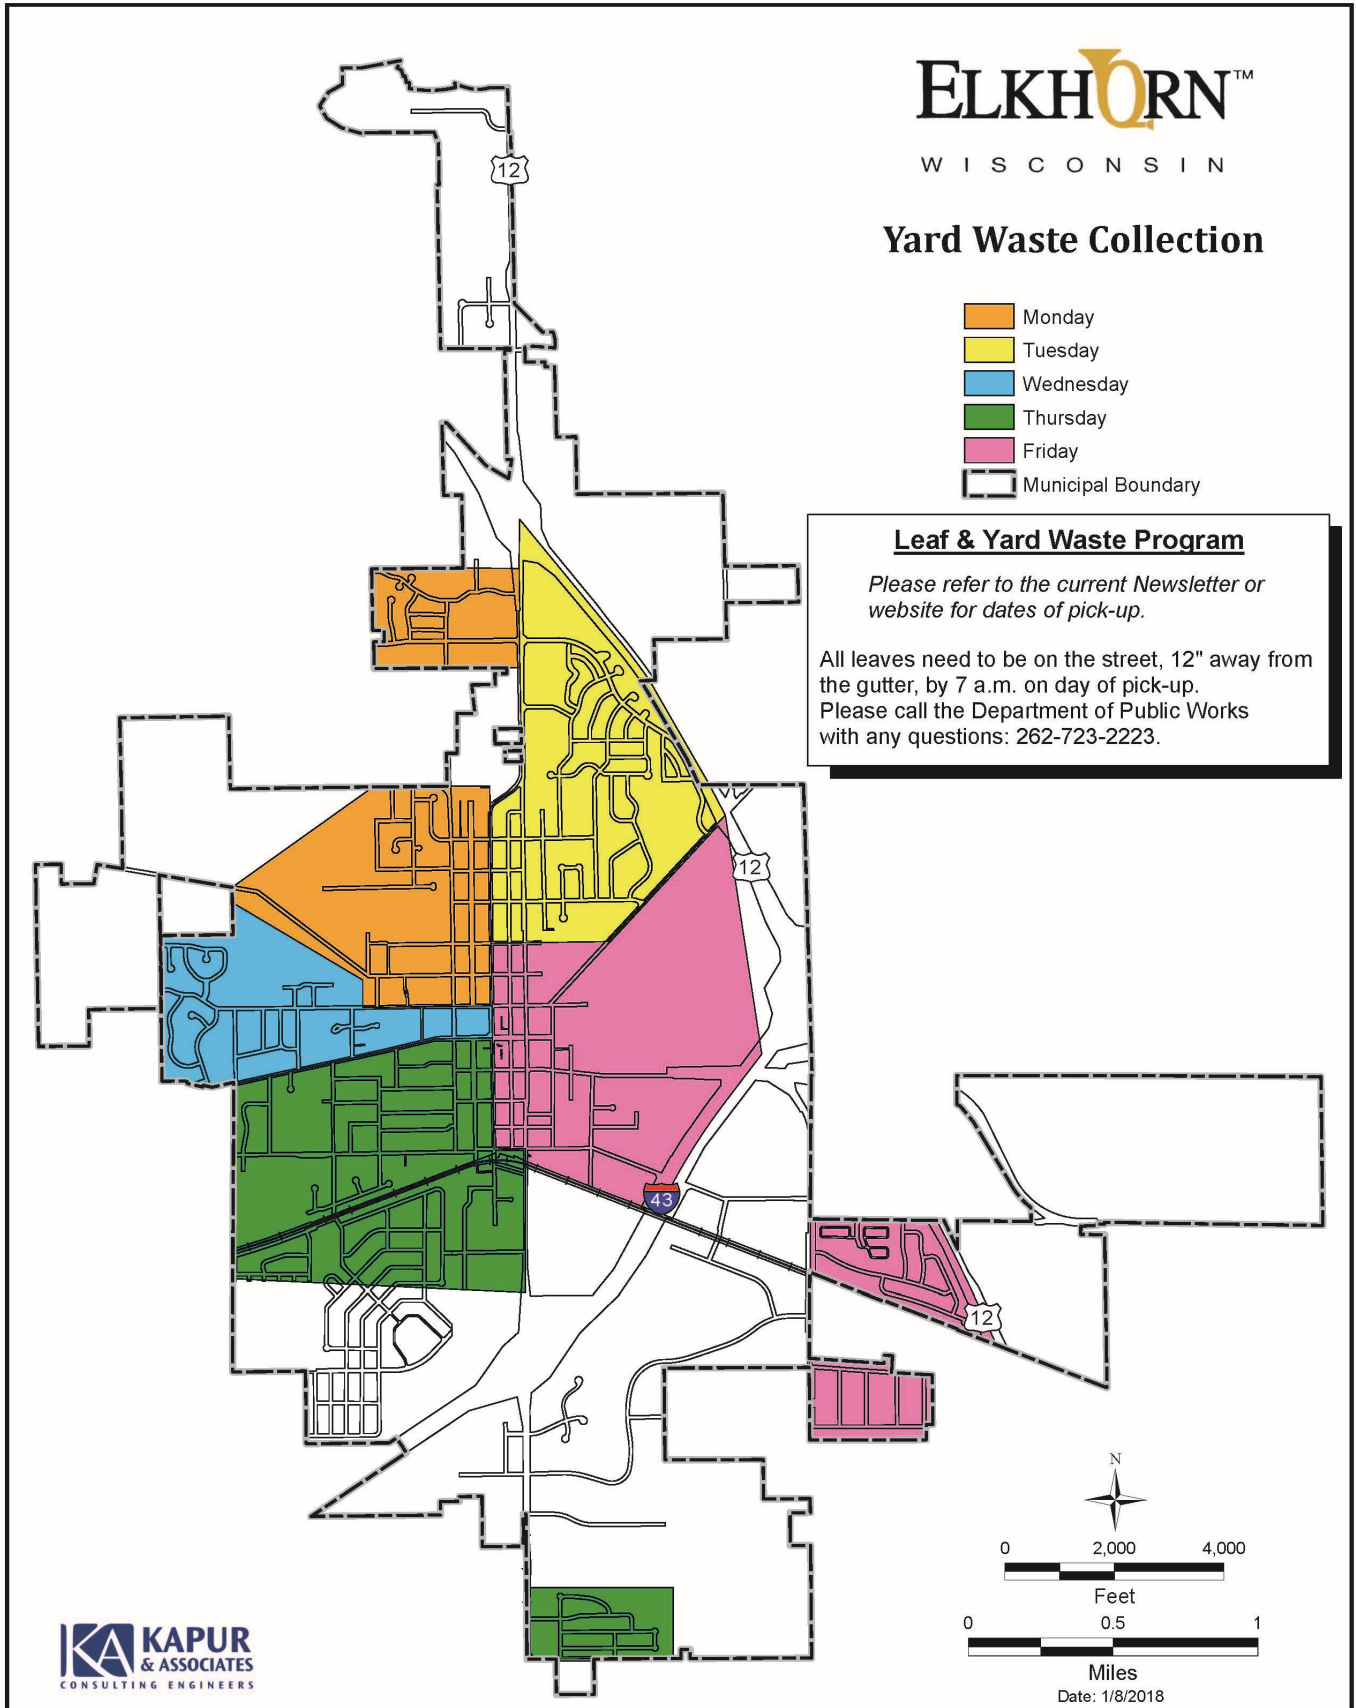 ELKHORN™
WISCONSIN
Yard Waste Collection
Monday
Tuesday
Wednesday
Thursday
Friday
Municipal Boundary
Leaf & Yard Waste Program
Please refer to the current Newsletter or
website for dates of pick-up.
All leaves need to be on the street, 12" away from
the gutter, by 7 a.m. on day of pick-up.
Please call the Department of Public Works
with any questions: 262-723-2223.
12
12
43
12
N
0 2,000 4,000
Feet
0 0.5 1
Miles
Date: 1/8/2018
KA KAPUR
& ASSOCIATES
CONSULTING ENGINEERS